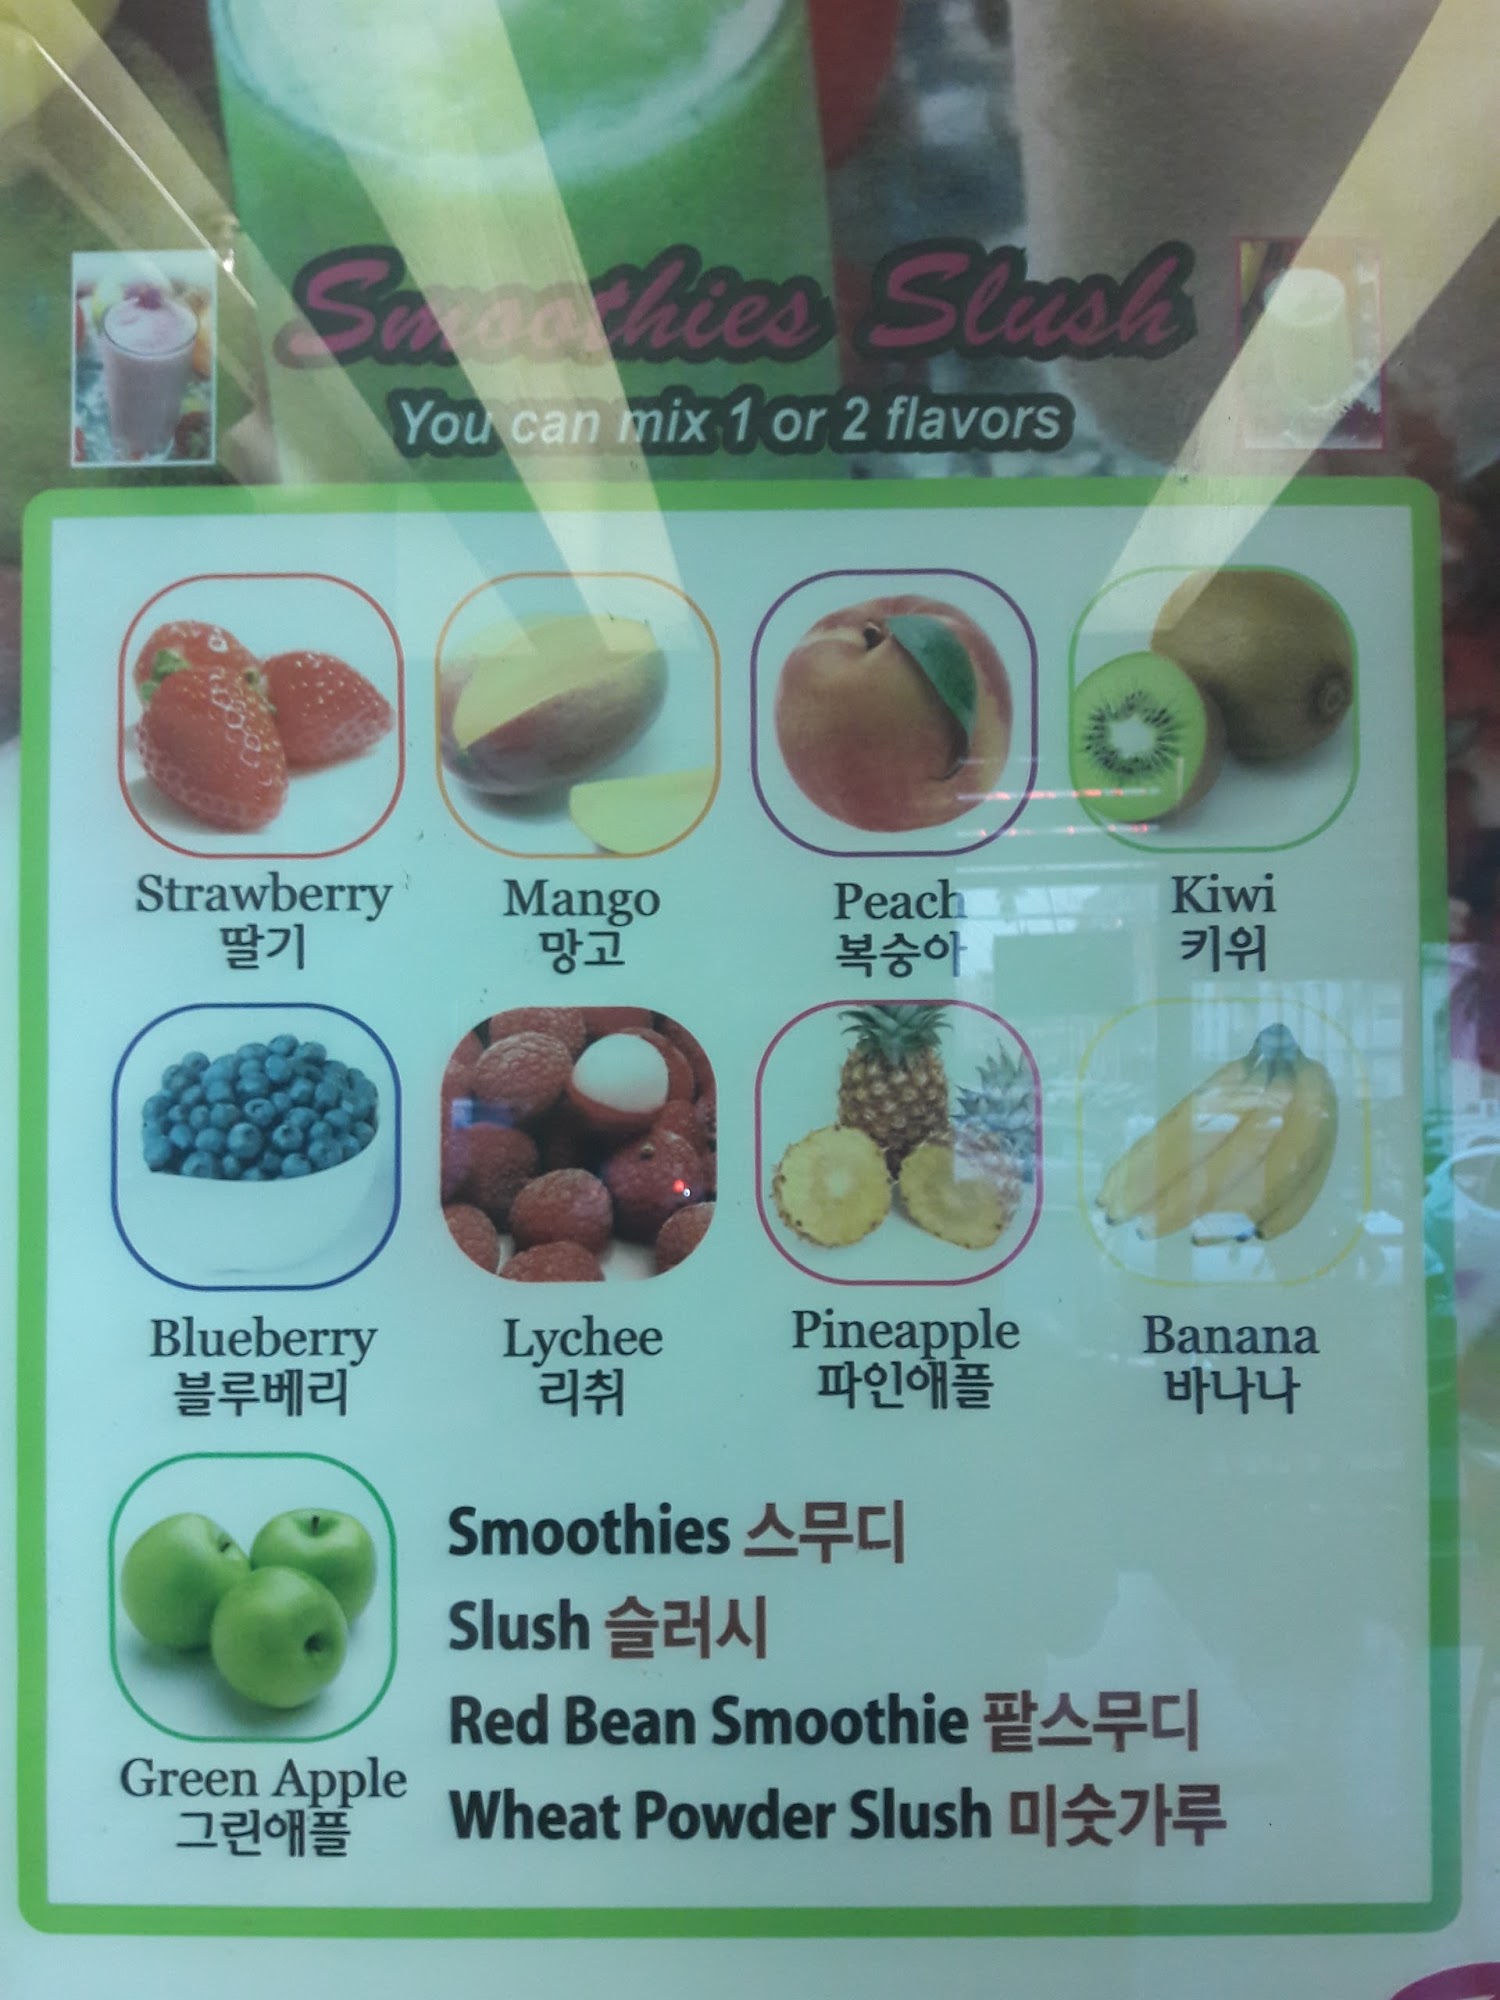 Smoothies Slush
You can mix 1 or 2 flavors
Strawberry
딸기
Mango
망고
Peach
복숭아
Kiwi
키위
Blueberry
블루베리
Lychee
리취
Pineapple
파인애플
Banana
바나나
Green Apple
그린애플
Smoothies 스무디
Slush 슬러시
Red Bean Smoothie 팥스무디
Wheat Powder Slush 미숫가루